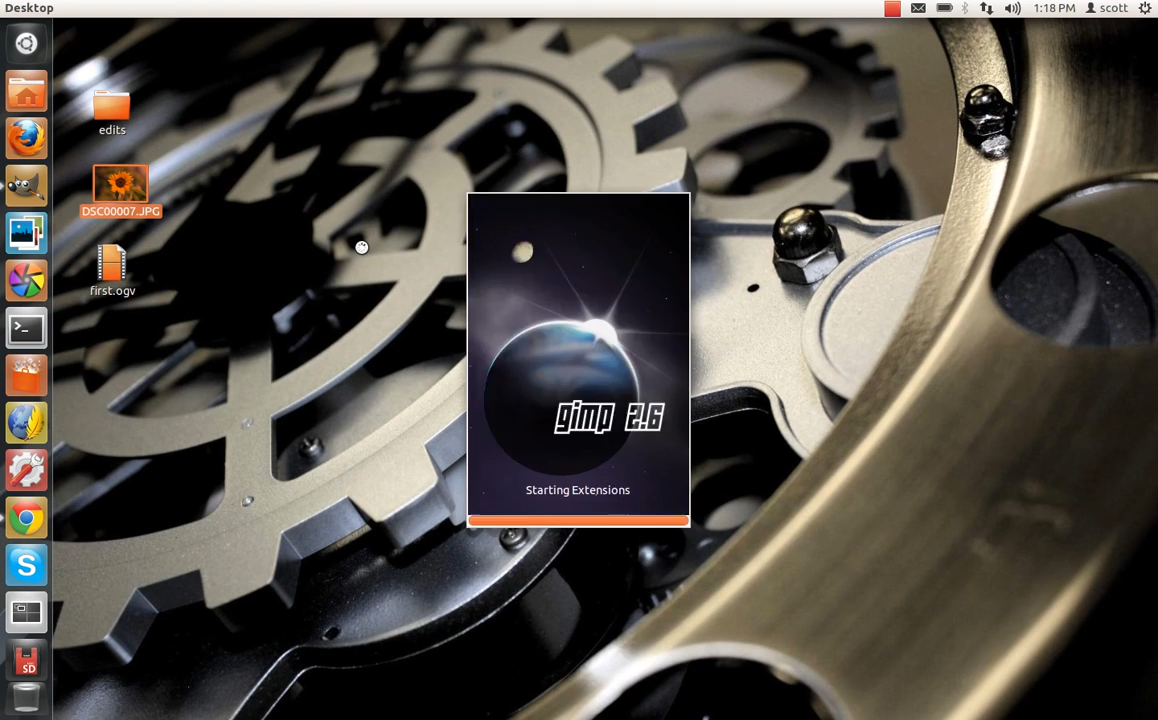 Desktop
1:18 PM
scott
edits
DSC00007.JPG
first.ogv
gimp 2.6
Starting Extensions
>_
S
SD